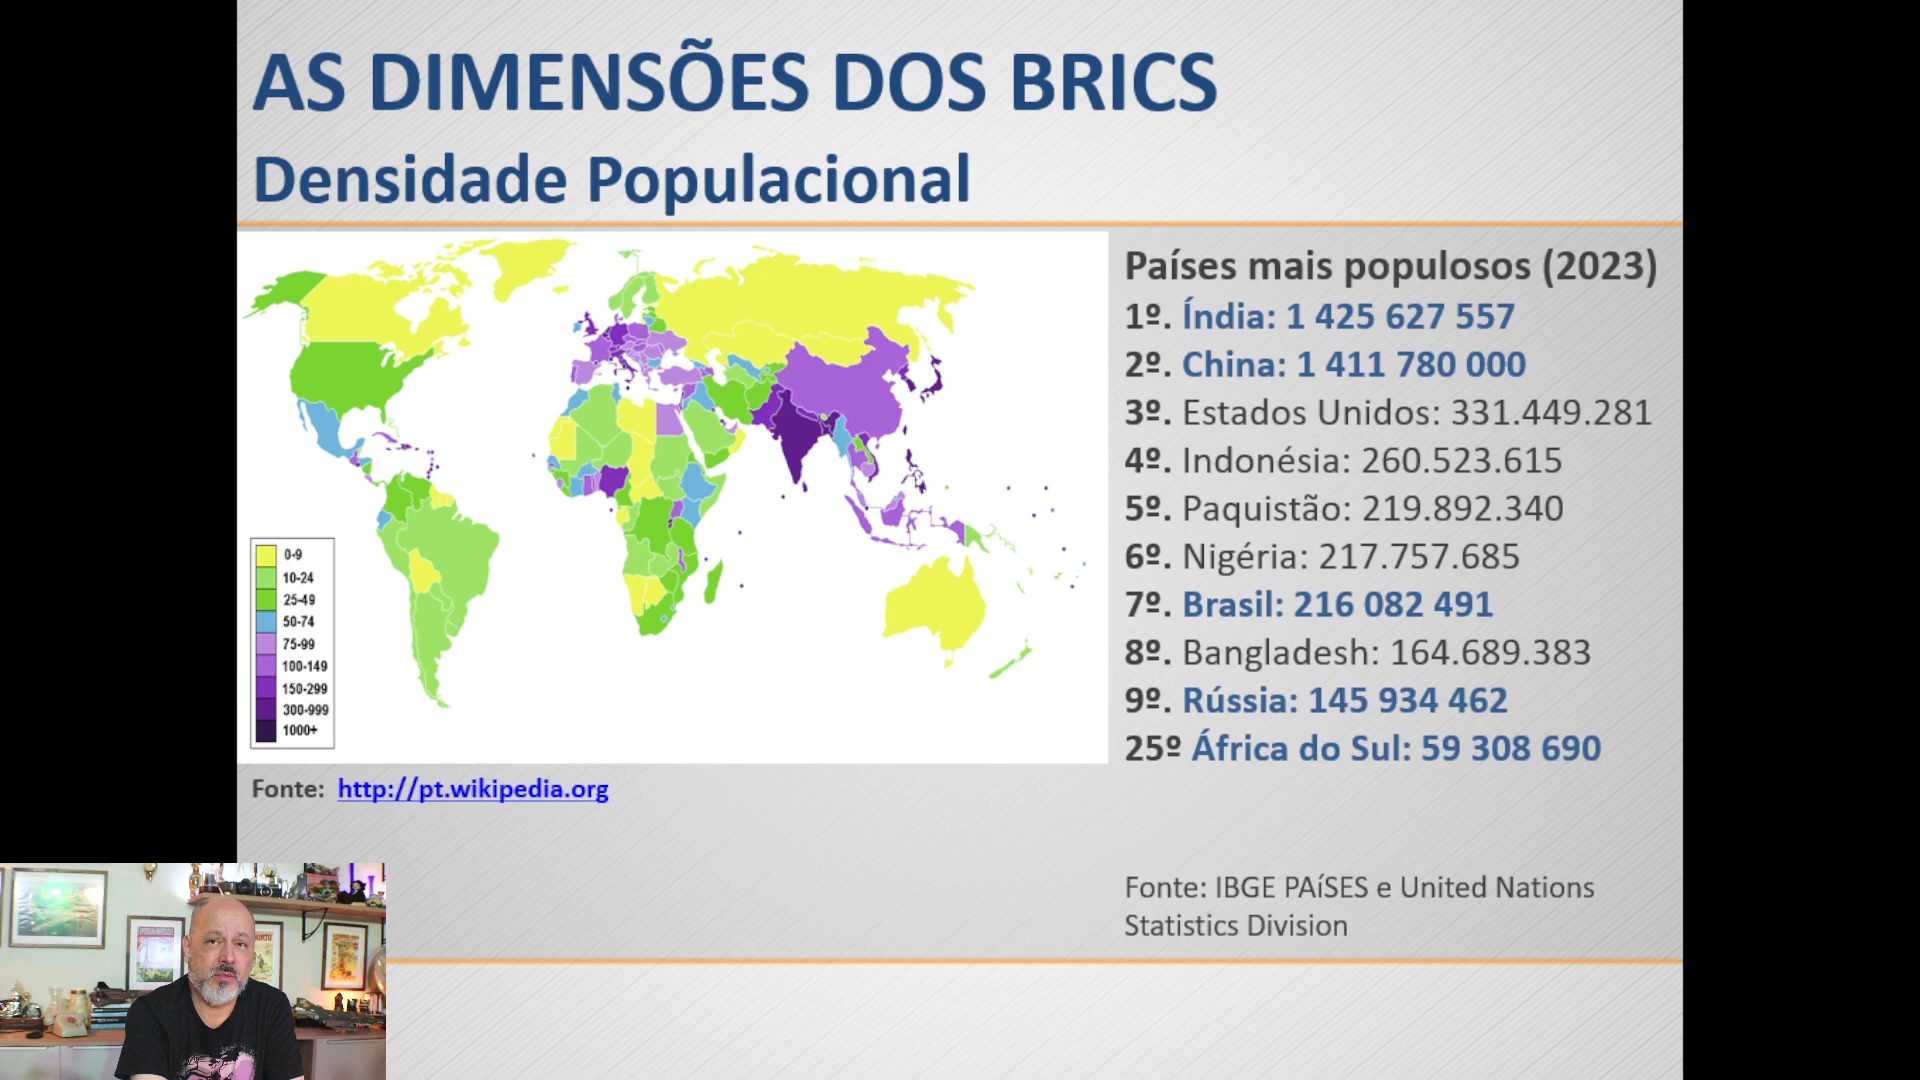 AS DIMENSÕES DOS BRICS
Densidade Populacional
Países mais populosos (2023)
1º. Índia: 1 425 627 557
2º. China: 1 411 780 000
3º. Estados Unidos: 331.449.281
4º. Indonésia: 260.523.615
5º. Paquistão: 219.892.340
6º. Nigéria: 217.757.685
7º. Brasil: 216 082 491
8º. Bangladesh: 164.689.383
9º. Rússia: 145 934 462
25º África do Sul: 59 308 690
0-9
10-24
25-49
50-74
75-99
100-149
150-299
300-999
1000+
Fonte: http://pt.wikipedia.org
Fonte: IBGE PAíSES e United Nations
Statistics Division